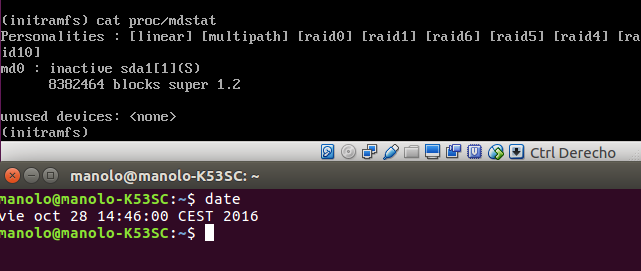 (initramfs) cat proc/mdstat
Personalities : [linear] [multipath] [raid0] [raid1] [raid6] [raid5] [raid4] [ra
id10]
md0 : inactive sda1[1](S)
      8382464 blocks super 1.2
unused devices: <none>
(initramfs)
Ctrl Derecho
manolo@manolo-K53SC: ~
manolo@manolo-K53SC:~$ date
vie oct 28 14:46:00 CEST 2016
manolo@manolo-K53SC:~$